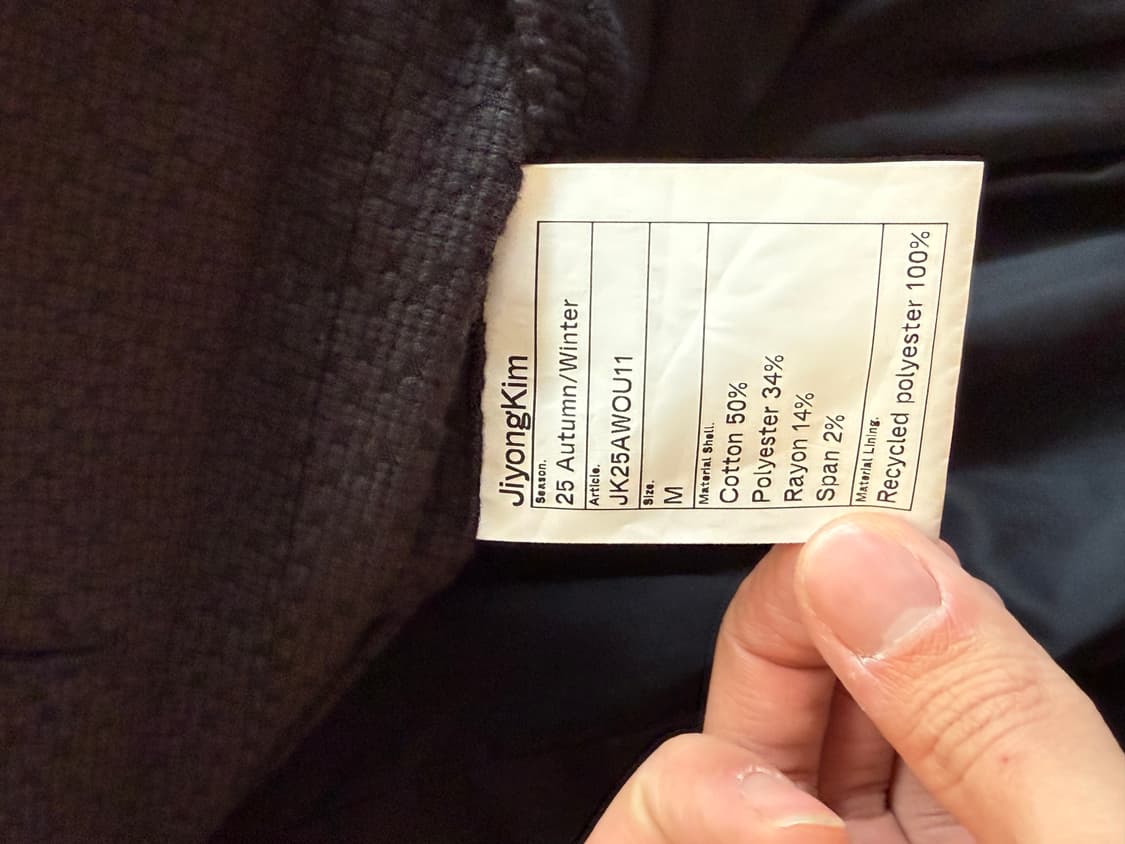 JiyongKim
Season.
25 Autumn/Winter
Article.
JK25AWOU11
Size.
M
Material Shell.
Cotton 50%
Polyester 34%
Rayon 14%
Span 2%
Material Lining.
Recycled polyester 100%